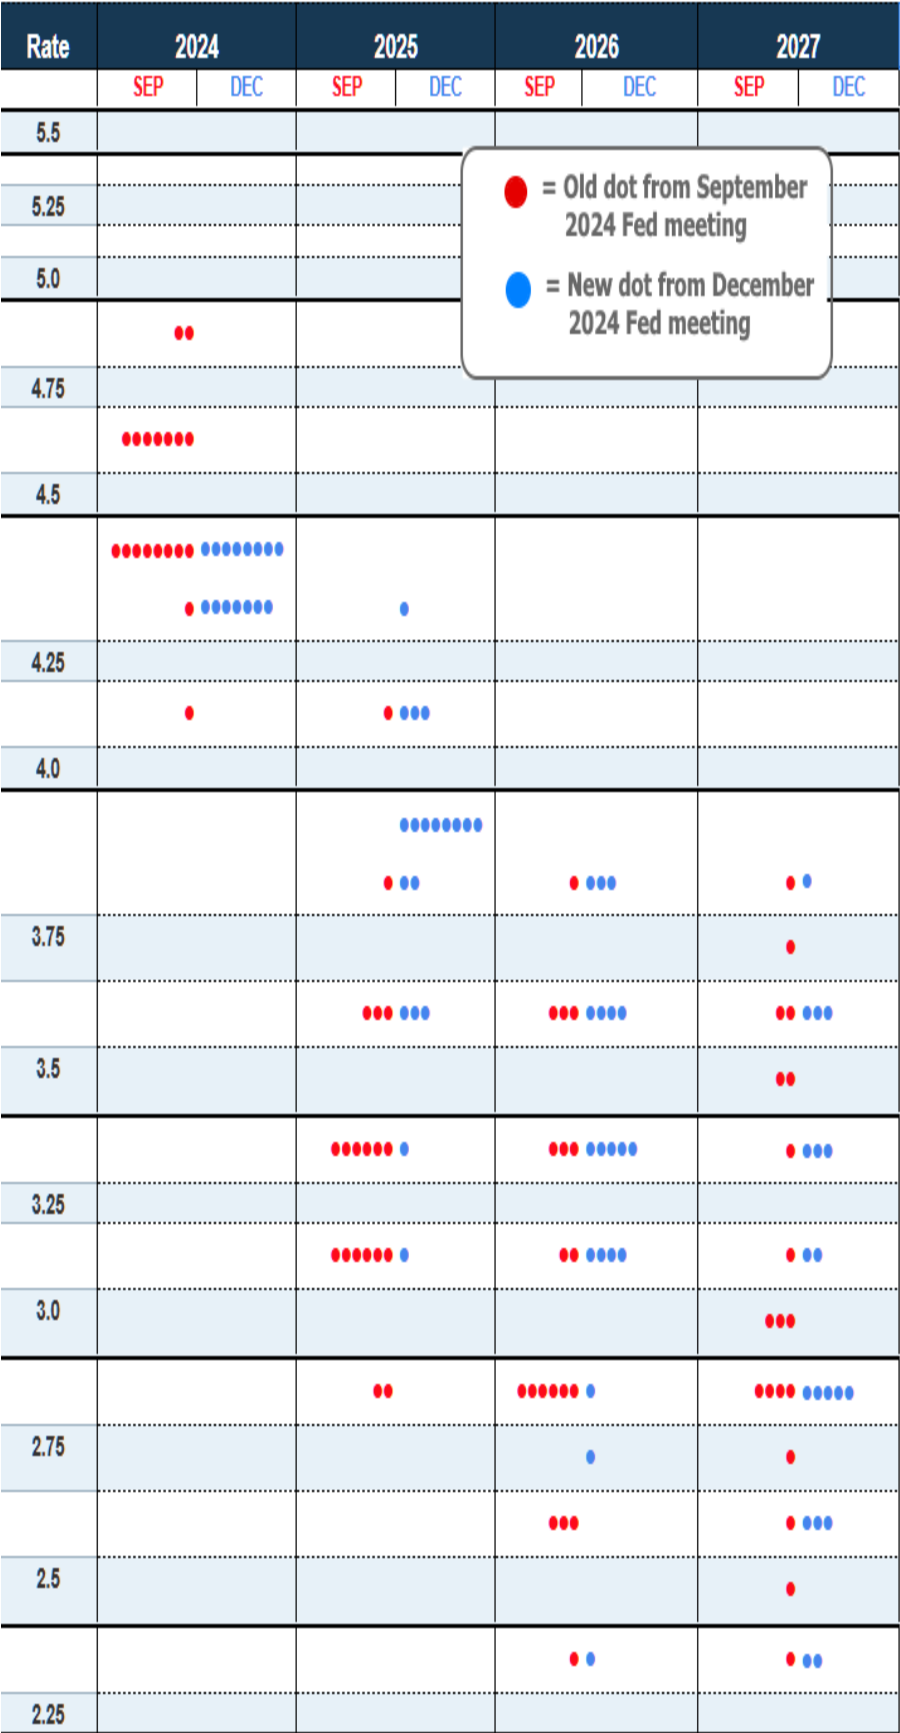 Rate 2024 2025 2026 2027
SEP DEC SEP DEC SEP DEC SEP DEC
5.5
= Old dot from September
2024 Fed meeting
5.25
= New dot from December
2024 Fed meeting
5.0
4.75
4.5
4.25
4.0
3.75
3.5
3.25
3.0
2.75
2.5
2.25